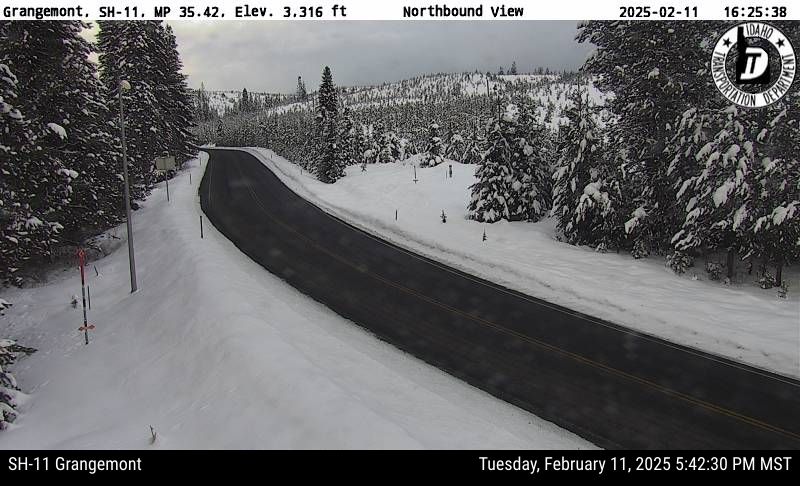 Grangemont, SH-11, MP 35.42, Elev. 3,316 ft Northbound View 2025-02-11 16:25:38
IDAHO
TRANSPORTATION DEPARTMENT
SH-11 Grangemont Tuesday, February 11, 2025 5:42:30 PM MST